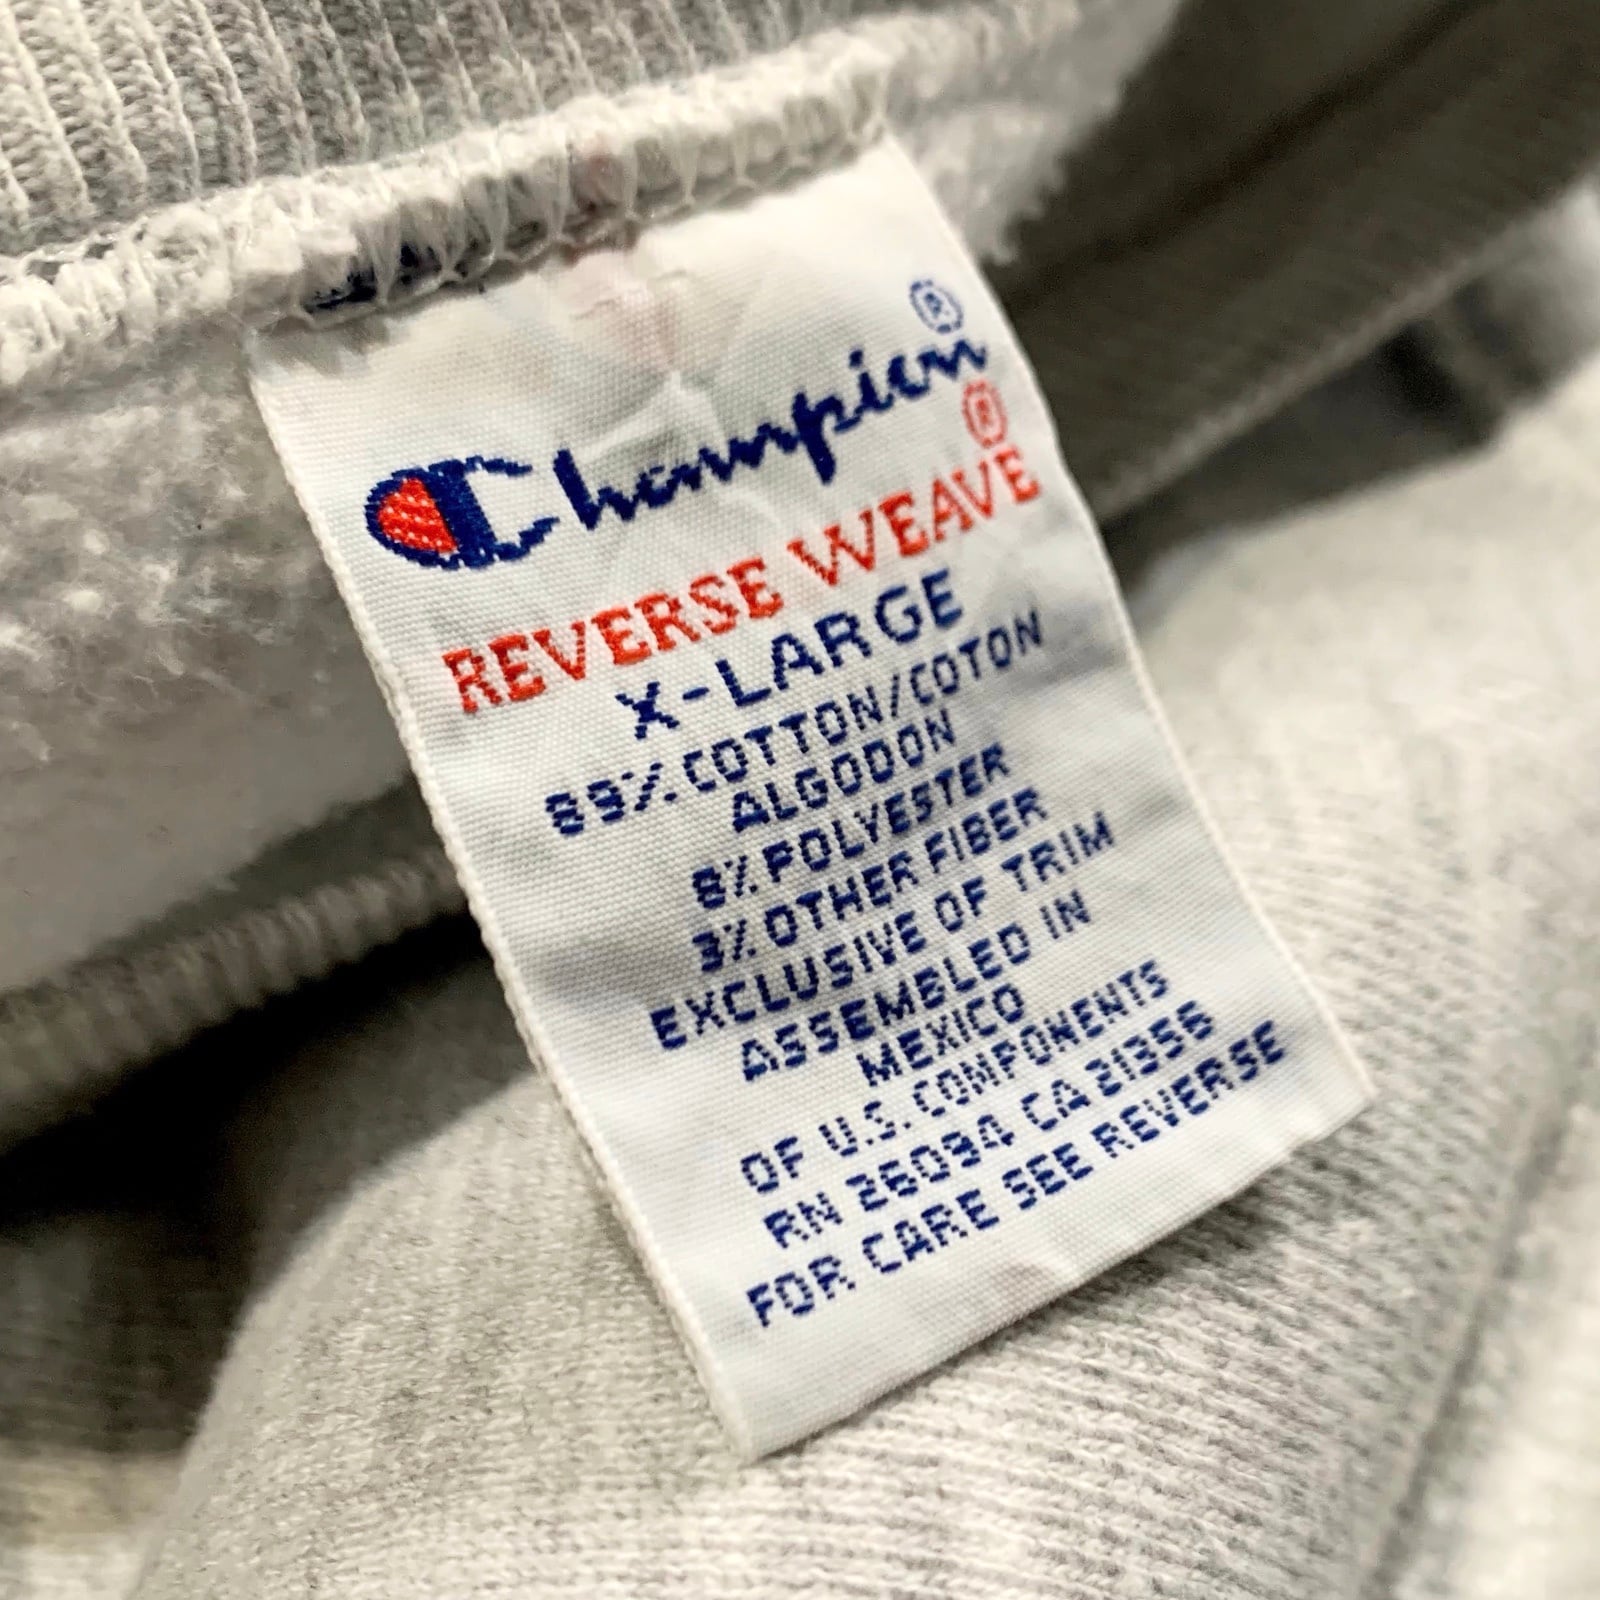 Champion®
REVERSE WEAVE®
X-LARGE
89% COTTON/COTON
ALGODON
8% POLYESTER
3% OTHER FIBER
EXCLUSIVE OF TRIM
ASSEMBLED IN
MEXICO
OF U.S. COMPONENTS
RN 26094 CA 21356
FOR CARE SEE REVERSE